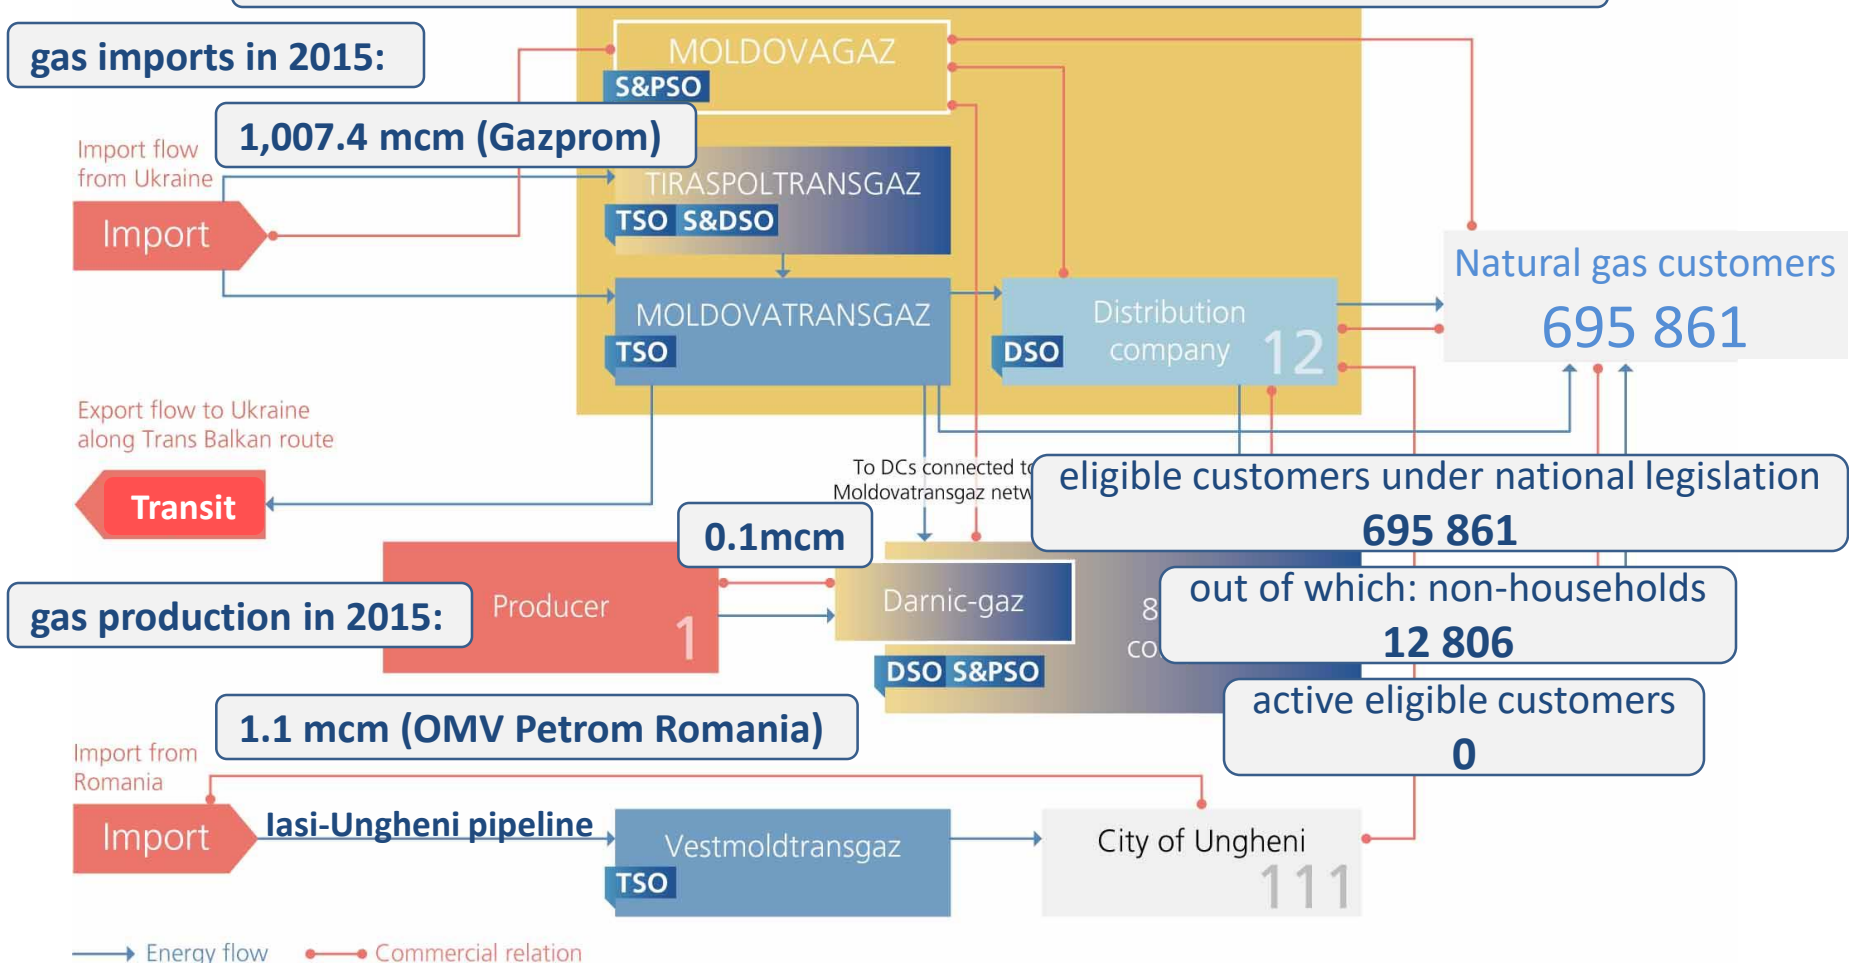 gas imports in 2015:
MOLDOVAGAZ
S&PSO
1,007.4 mcm (Gazprom)
Import flow
from Ukraine
Import
TIRASPOLTRANSGAZ
TSO S&DSO
MOLDOVATRANSGAZ
TSO
Distribution
company 12
DSO
Natural gas customers
695 861
Export flow to Ukraine
along Trans Balkan route
Transit
To DCs connected to
Moldovatransgaz
eligible customers under national legislation
695 861
0.1mcm
gas production in 2015:
Producer
1
Darnic-gaz
8
DSO S&PSO
out of which: non-households
12 806
active eligible customers
0
1.1 mcm (OMV Petrom Romania)
Import from
Romania
Import
Iasi-Ungheni pipeline
Vestmoldtransgaz
TSO
City of Ungheni
111
Energy flow
Commercial relation